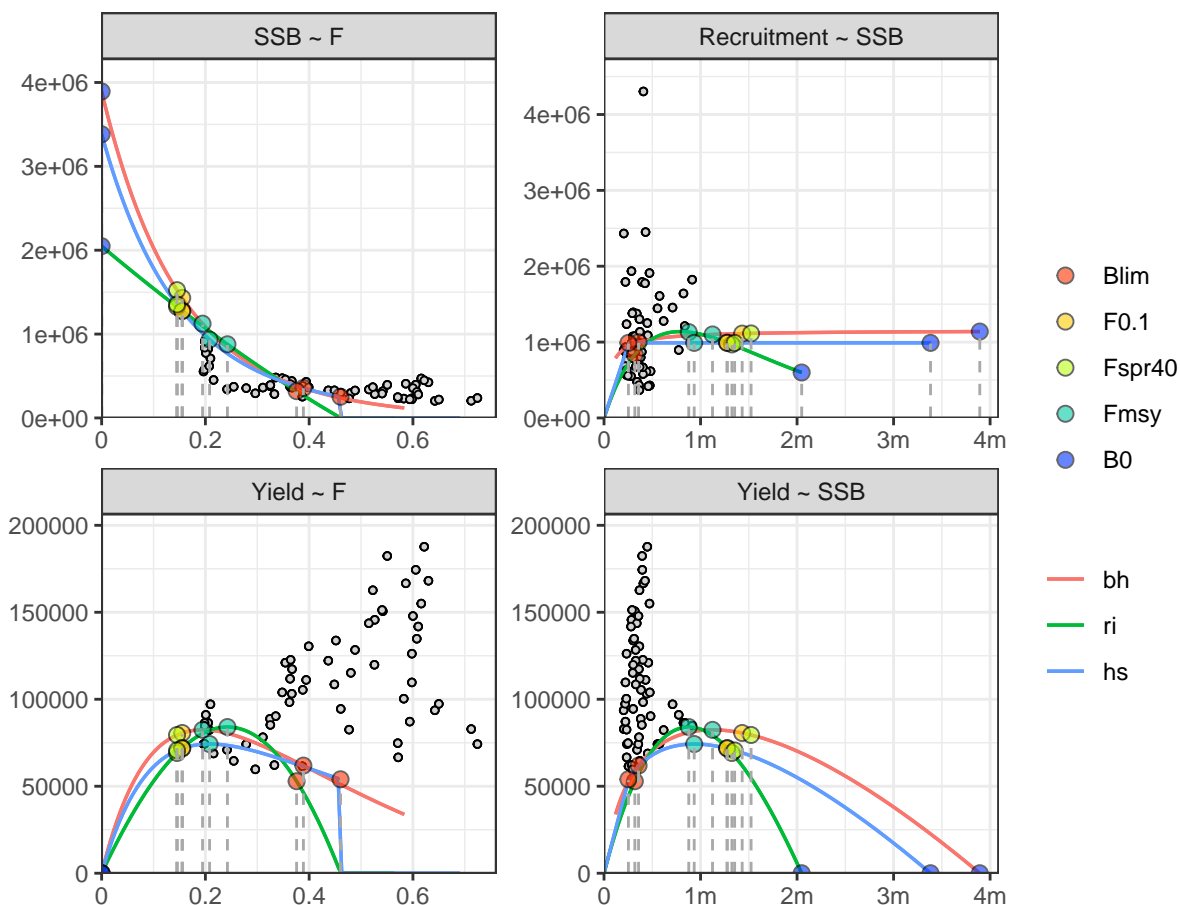 SSB ~ F
4e+06
3e+06
2e+06
1e+06
0e+00
0
0.2
0.4
0.6
Recruitment ~ SSB
4e+06
3e+06
2e+06
1e+06
0e+00
0
1m
2m
3m
4m
Yield ~ F
200000
150000
100000
50000
0
0
0.2
0.4
0.6
Yield ~ SSB
200000
150000
100000
50000
0
0
1m
2m
3m
4m
Blim
F0.1
Fspr40
Fmsy
B0
bh
ri
hs